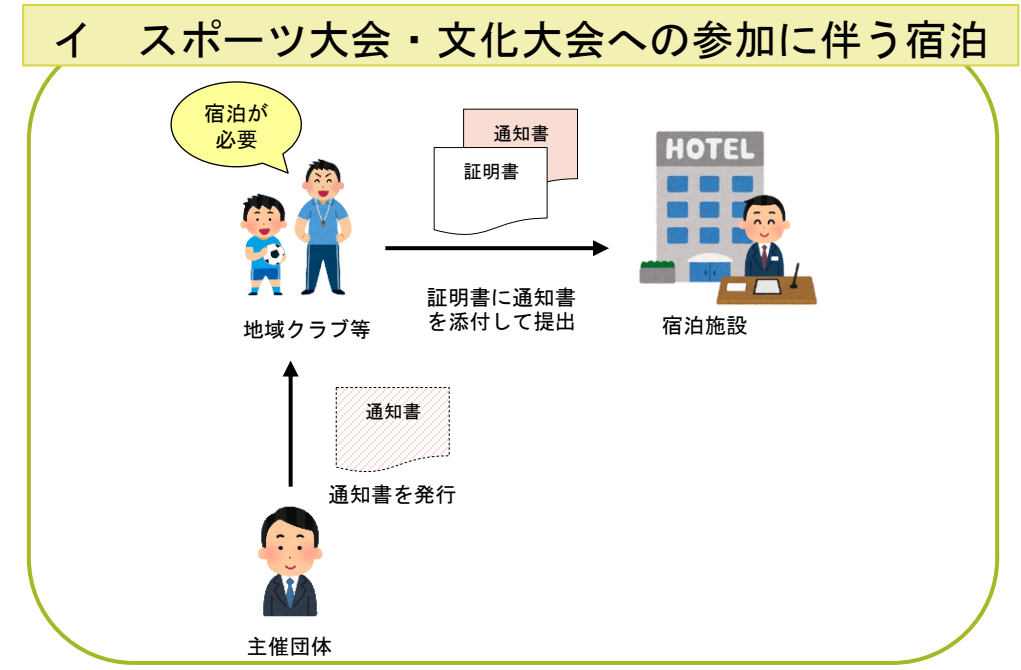 イ　スポーツ大会・文化大会への参加に伴う宿泊
宿泊が
必要
通知書
証明書
HOTEL
証明書に通知書
を添付して提出
地域クラブ等
宿泊施設
通知書
通知書を発行
主催団体